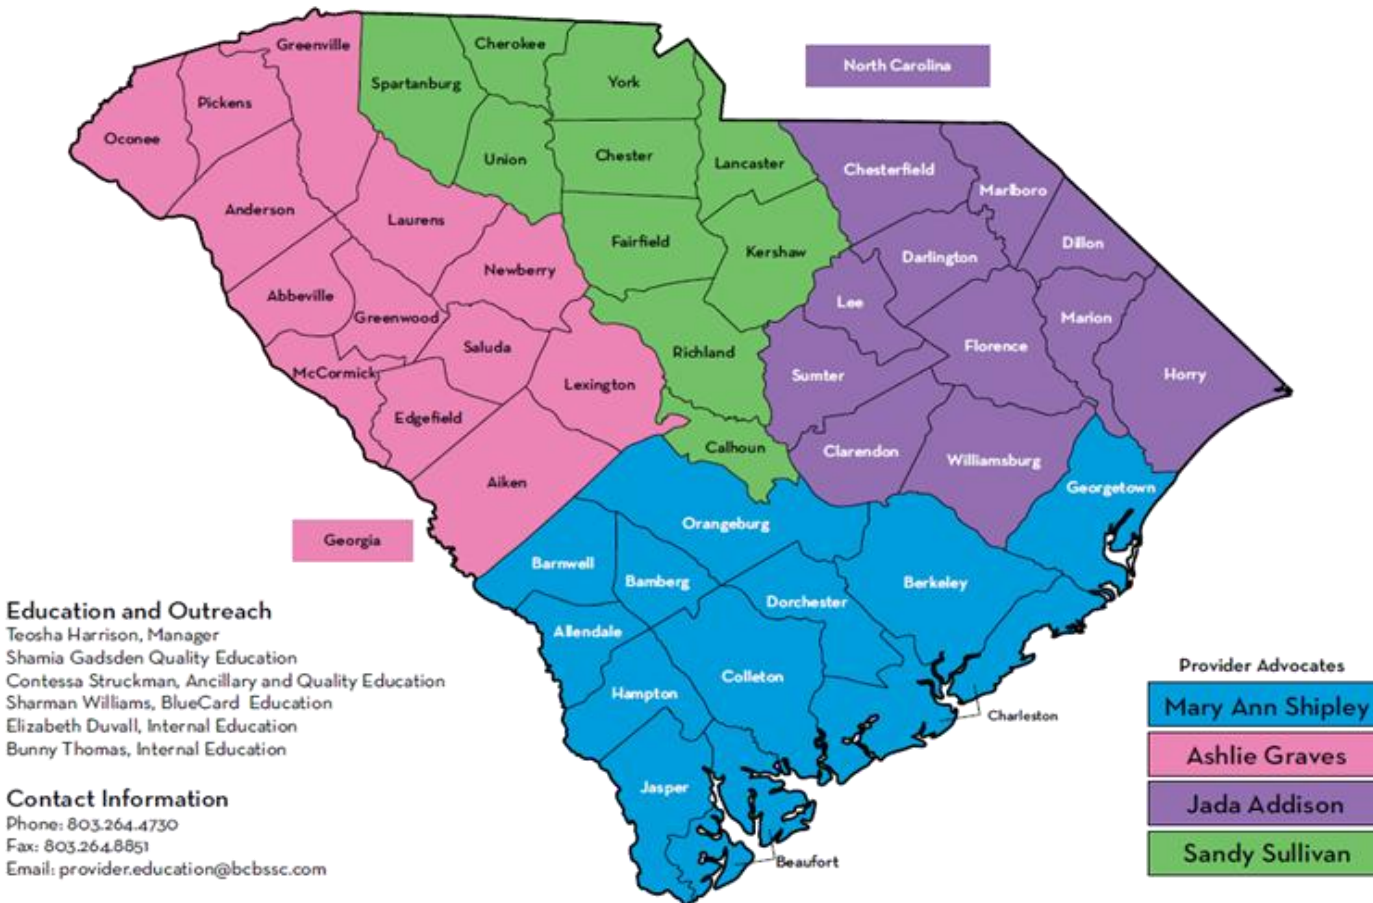 Greenville
Cherokee
North Carolina
Spartanburg
York
Pickens
Oconee
Union
Chester
Lancaster
Chesterfield
Marlboro
Anderson
Laurens
Fairfield
Kershaw
Darlington
Dillon
Newberry
Abbeville
Greenwood
Lee
Marion
Saluda
Richland
Florence
McCormick
Lexington
Sumter
Horry
Edgefield
Calhoun
Clarendon
Williamsburg
Aiken
Georgetown
Orangeburg
Georgia
Barnwell
Bamberg
Berkeley
Dorchester
Allendale
Colleton
Hampton
Charleston
Jasper
Beaufort
Education and Outreach
Teosha Harrison, Manager
Shamia Gadsden Quality Education
Contessa Struckman, Ancillary and Quality Education
Sharman Williams, BlueCard Education
Elizabeth Duvall, Internal Education
Bunny Thomas, Internal Education
Contact Information
Phone: 803.264.4730
Fax: 803.264.8851
Email: provider.education@bcbssc.com
Provider Advocates
Mary Ann Shipley
Ashlie Graves
Jada Addison
Sandy Sullivan